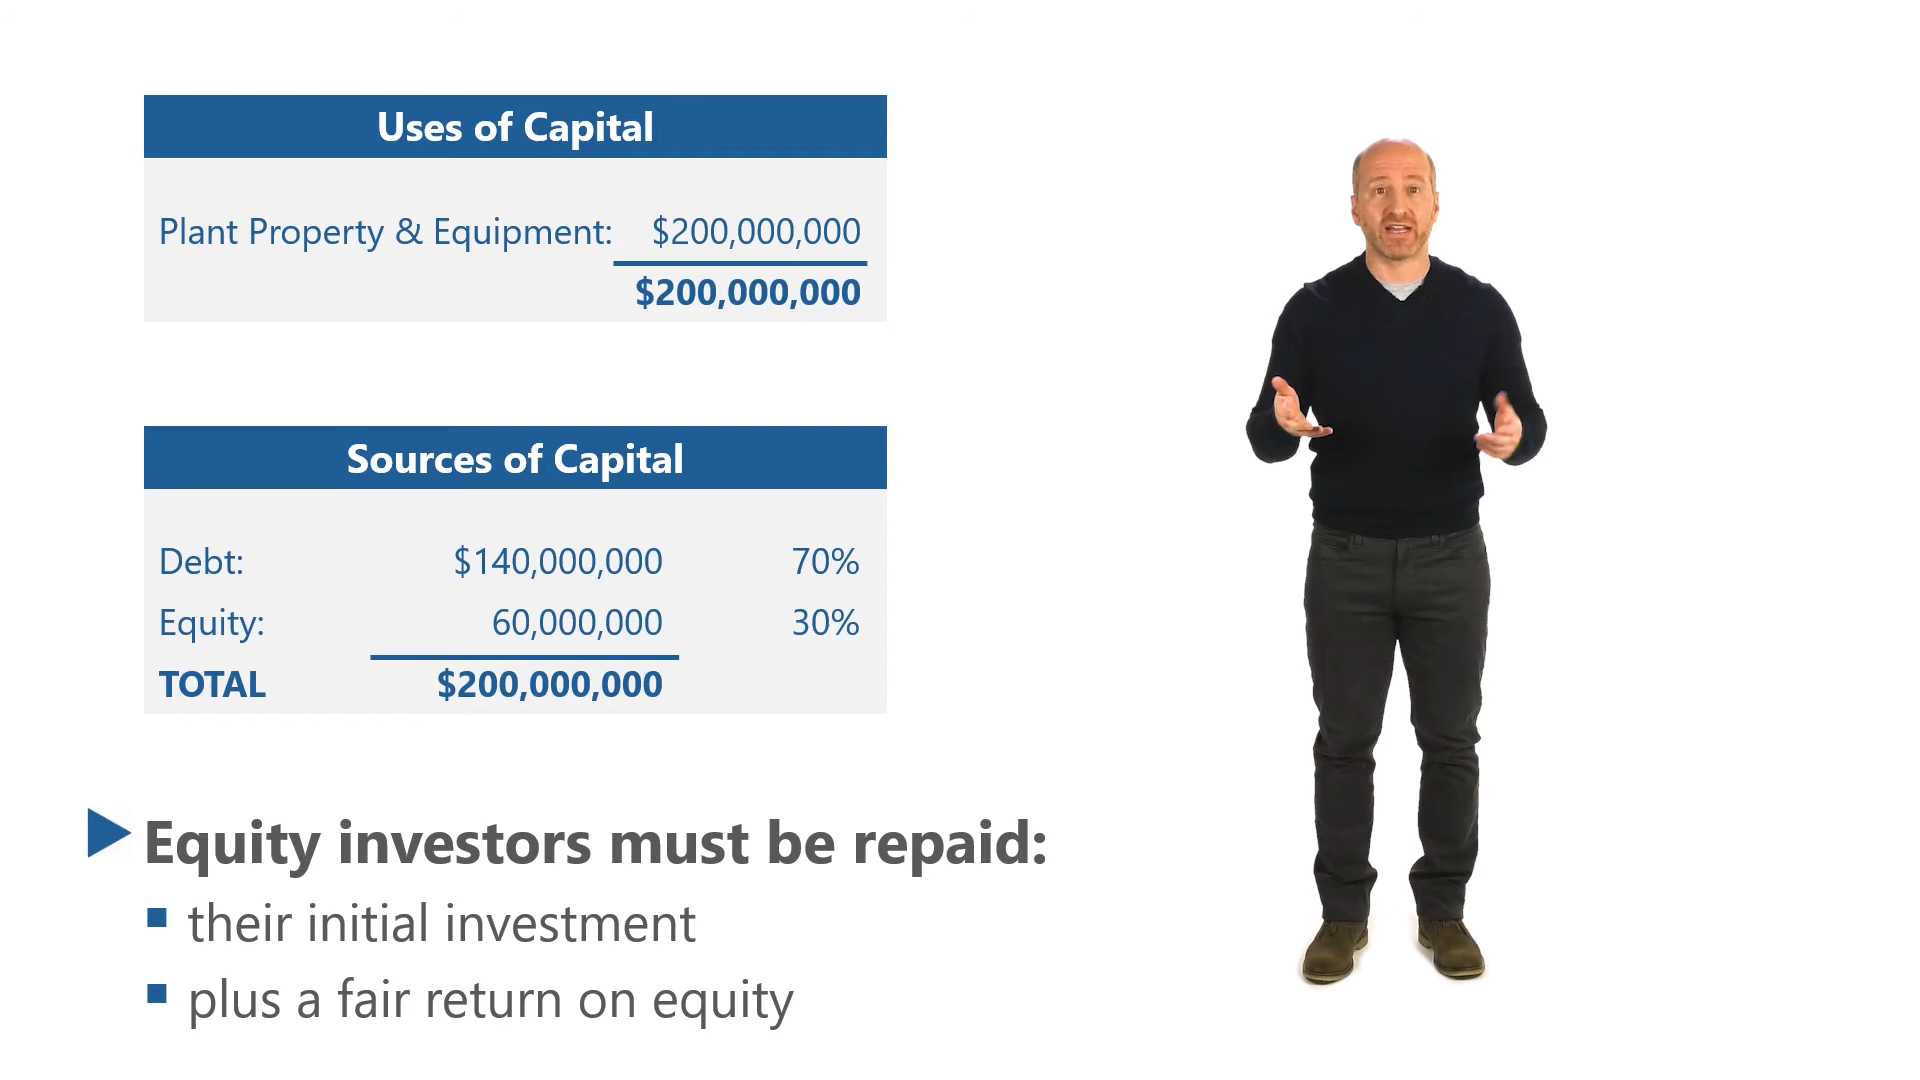 Uses of Capital
Plant Property & Equipment: $200,000,000
$200,000,000
Sources of Capital
Debt: $140,000,000 70%
Equity: 60,000,000 30%
TOTAL $200,000,000
Equity investors must be repaid:
their initial investment
plus a fair return on equity